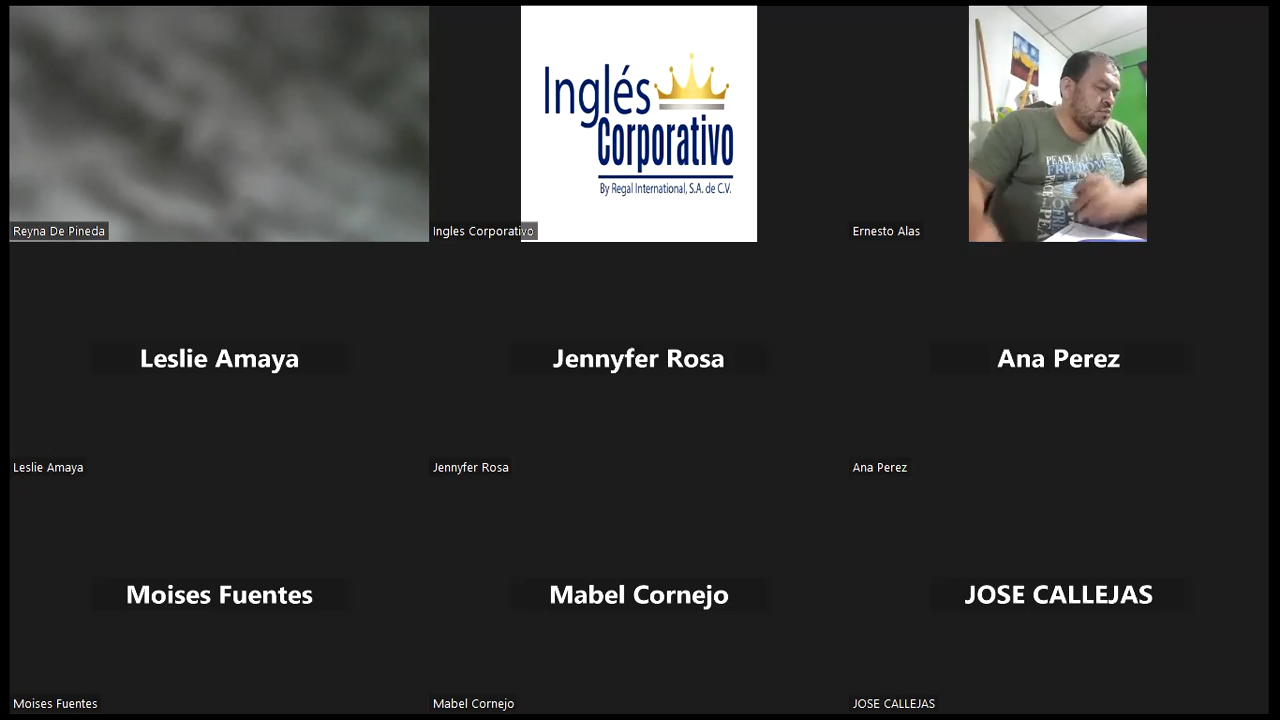 Inglés
Corporativo
By Regal International, S.A. de C.V.
PEACE
FREEDOM
Reyna De Pineda
Ingles Corporativo
Ernesto Alas
Leslie Amaya
Jennyfer Rosa
Ana Perez
Leslie Amaya
Jennyfer Rosa
Ana Perez
Moises Fuentes
Mabel Cornejo
JOSE CALLEJAS
Moises Fuentes
Mabel Cornejo
JOSE CALLEJAS